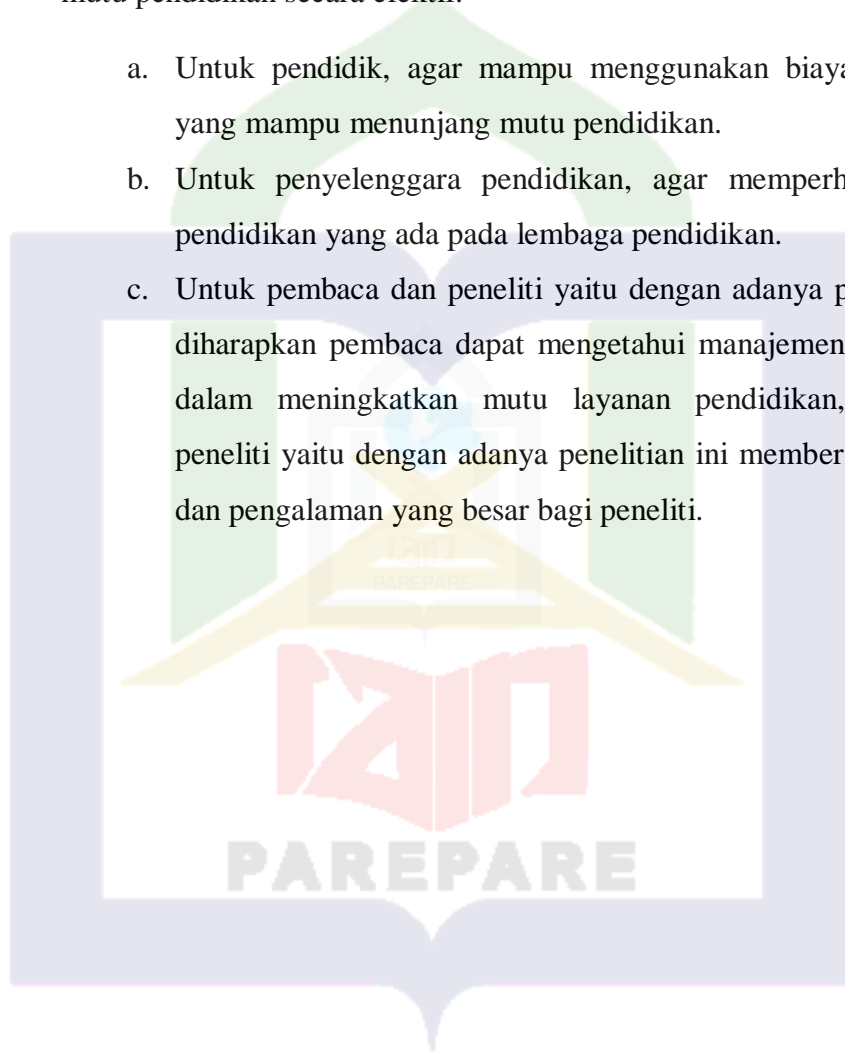 mutu pendidikan secara efektif.
a. Untuk pendidik, agar mampu menggunakan biaya
yang mampu menunjang mutu pendidikan.
b. Untuk penyelenggara pendidikan, agar
pendidikan yang ada pada lembaga pendidikan.
c. Untuk pembaca dan peneliti yaitu dengan adanya
diharapkan pembaca dapat mengetahui manajemen
dalam meningkatkan mutu layanan pendidikan,
peneliti yaitu dengan adanya penelitian ini
dan pengalaman yang besar bagi peneliti.
iain
PAREPARE
iain
PAREPARE